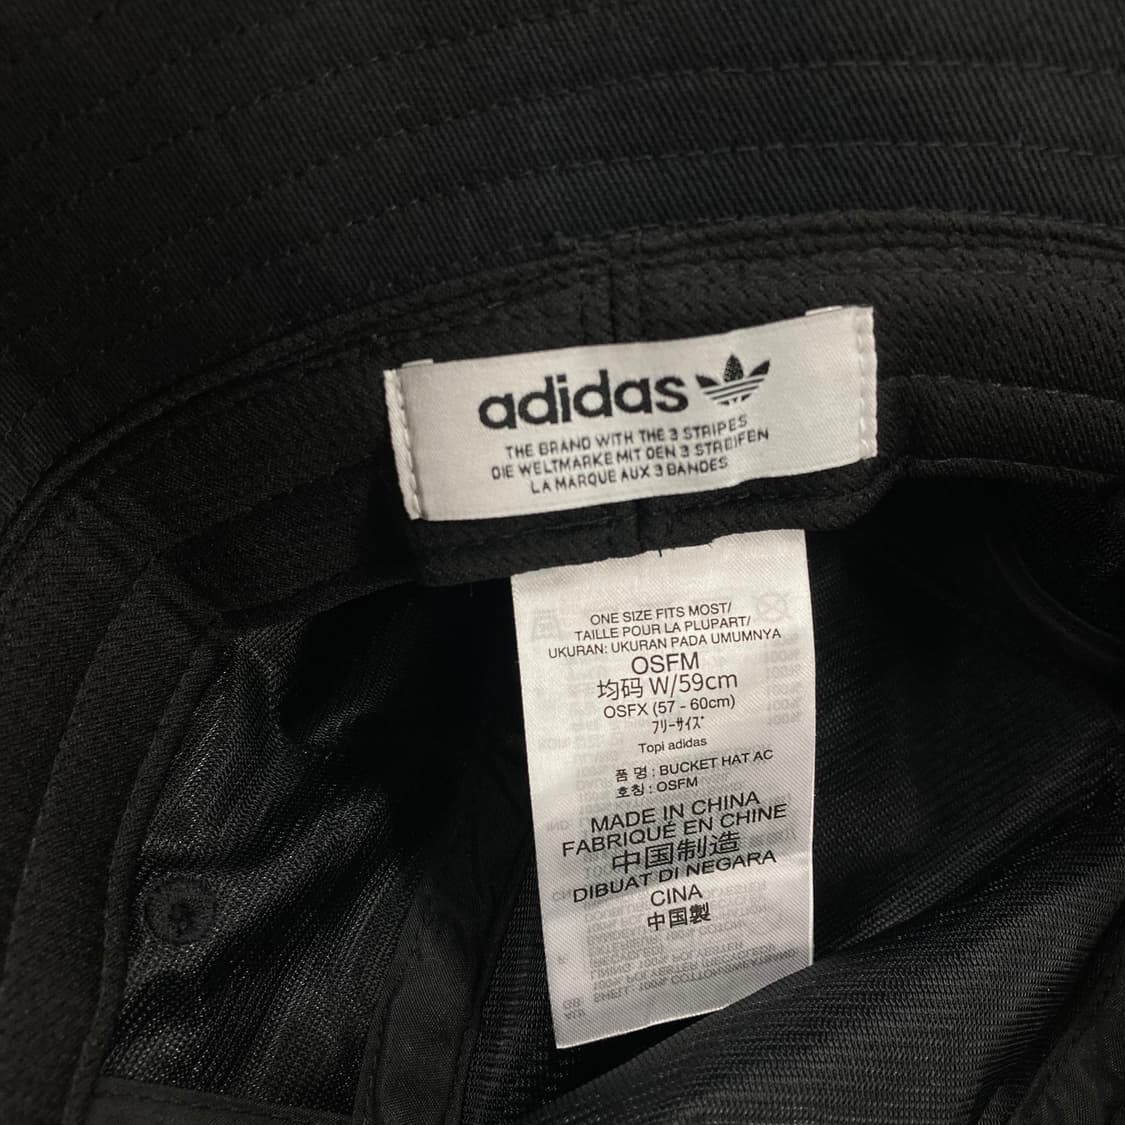 adidas
THE BRAND WITH THE 3 STRIPES
DIE WELTMARKE MIT DEN 3 STREIFEN
LA MARQUE AUX 3 BANDES
ONE SIZE FITS MOST/
TAILLE POUR LA PLUPART/
UKURAN: UKURAN PADA UMUMNYA
OSFM
均码 W/59cm
OSFX (57 - 60cm)
フリーサイズ
Topi adidas
품 명 : BUCKET HAT AC
호칭 : OSFM
MADE IN CHINA
FABRIQUÉ EN CHINE
中国制造
DIBUAT DI NEGARA
CINA
中国製